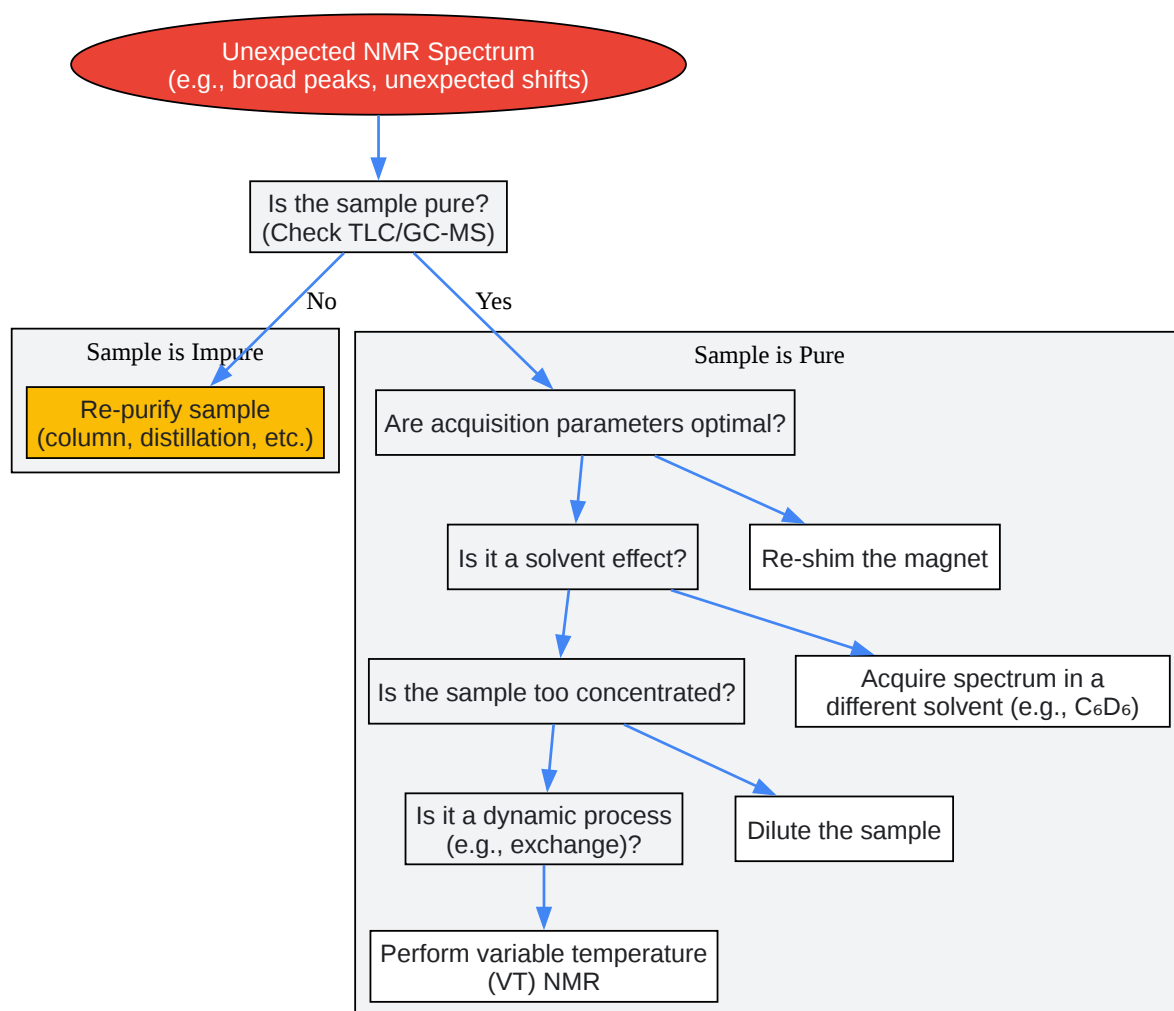 Unexpected NMR Spectrum
(e.g., broad peaks, unexpected shifts)
Is the sample pure?
(Check TLC/GC-MS)
No
Yes
Sample is Impure
Re-purify sample
(column, distillation, etc.)
Sample is Pure
Are acquisition parameters optimal?
Is it a solvent effect?
Re-shim the magnet
Is the sample too concentrated?
Acquire spectrum in a
different solvent (e.g., C₆D₆)
Is it a dynamic process
(e.g., exchange)?
Dilute the sample
Perform variable temperature
(VT) NMR